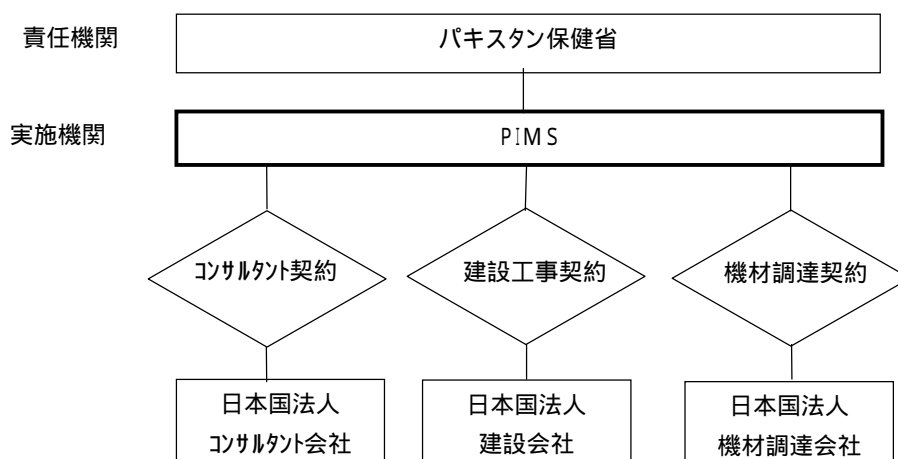 責任機関
パキスタン保健省
実施機関
PIMS
コンサルタント契約
建設工事契約
機材調達契約
日本国法人
コンサルタント会社
日本国法人
建設会社
日本国法人
機材調達会社